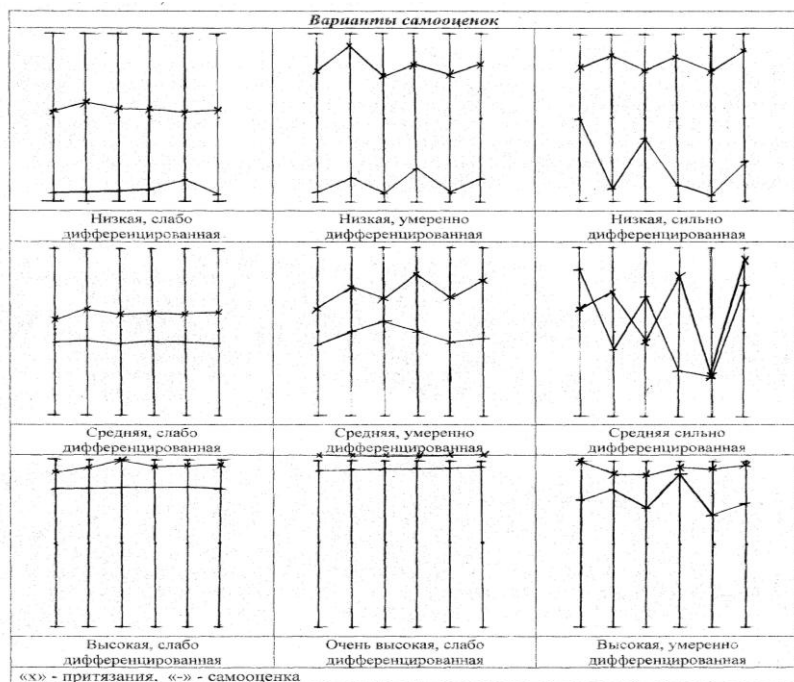 Варианты самооценок
Низкая, слабо
дифференцированная
Низкая, умеренно
дифференцированная
Низкая, сильно
дифференцированная
Средняя, слабо
дифференцированная
Средняя, умеренно
дифференцированная
Средняя сильно
дифференцированная
Высокая, слабо
дифференцированная
Очень высокая, слабо
дифференцированная
Высокая, умеренно
дифференцированная
«х» - притязания, «-» - самооценка